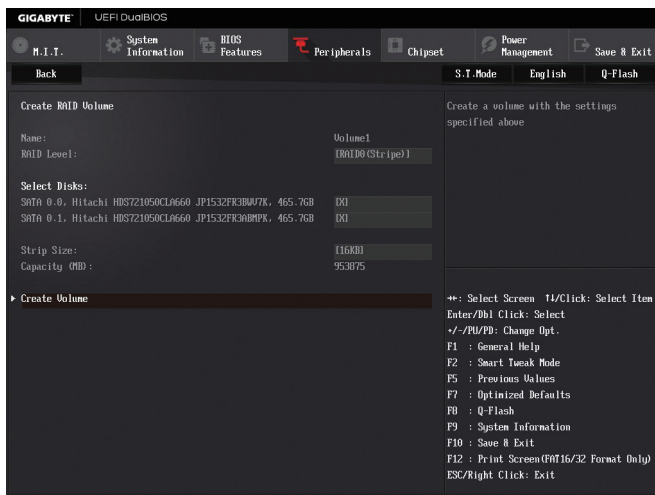 GIGABYTE™ UEFI DualBIOS
M.I.T. System Information BIOS Features Peripherals Chipset Power Management Save & Exit
Back S.T.Mode English Q-Flash
Create RAID Volume
Create a volume with the settings
specified above
Name: Volume1
RAID Level: [RAID0(Stripe)]
Select Disks:
SATA 0.0, Hitachi HDS721050CLA660 JP1532FR3BWV7K, 465.7GB [X]
SATA 0.1, Hitachi HDS721050CLA660 JP1532FR3ABMPK, 465.7GB [X]
Strip Size: [16KB]
Capacity (MB): 953875
Create Volume
→←: Select Screen ↑↓/Click: Select Item
Enter/Dbl Click: Select
+/-/PU/PD: Change Opt.
F1 : General Help
F2 : Smart Tweak Mode
F5 : Previous Values
F7 : Optimized Defaults
F8 : Q-Flash
F9 : System Information
F10 : Save & Exit
F12 : Print Screen(FAT16/32 Format Only)
ESC/Right Click: Exit